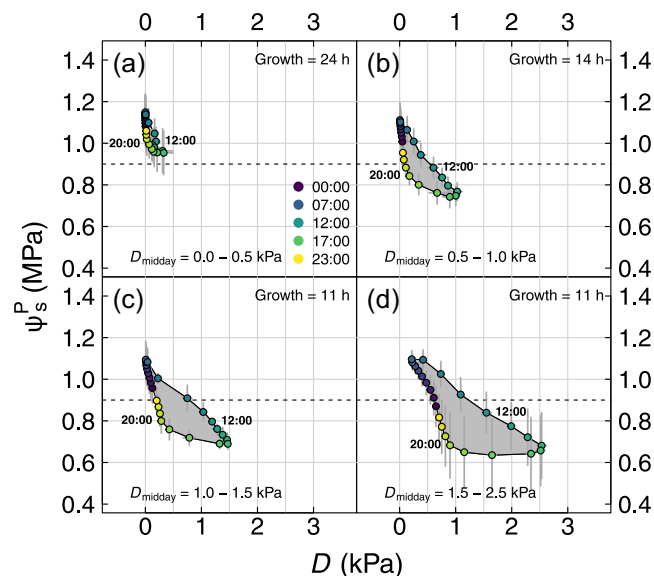 0 1 2 3 0 1 2 3
(a) Growth = 24 h
(b) Growth = 14 h
1.4 1.4
1.2 1.2
1.0 1.0
0.8 0.8
0.6 0.6
0.4 0.4
20:00 12:00
12:00
20:00
00:00
07:00
12:00
17:00
23:00
D_midday = 0.0 – 0.5 kPa
D_midday = 0.5 – 1.0 kPa
ψ_s^P (MPa)
(c) Growth = 11 h
(d) Growth = 11 h
1.4 1.4
1.2 1.2
1.0 1.0
0.8 0.8
0.6 0.6
0.4 0.4
20:00 12:00
12:00
20:00
D_midday = 1.0 – 1.5 kPa
D_midday = 1.5 – 2.5 kPa
0 1 2 3 0 1 2 3
D (kPa)